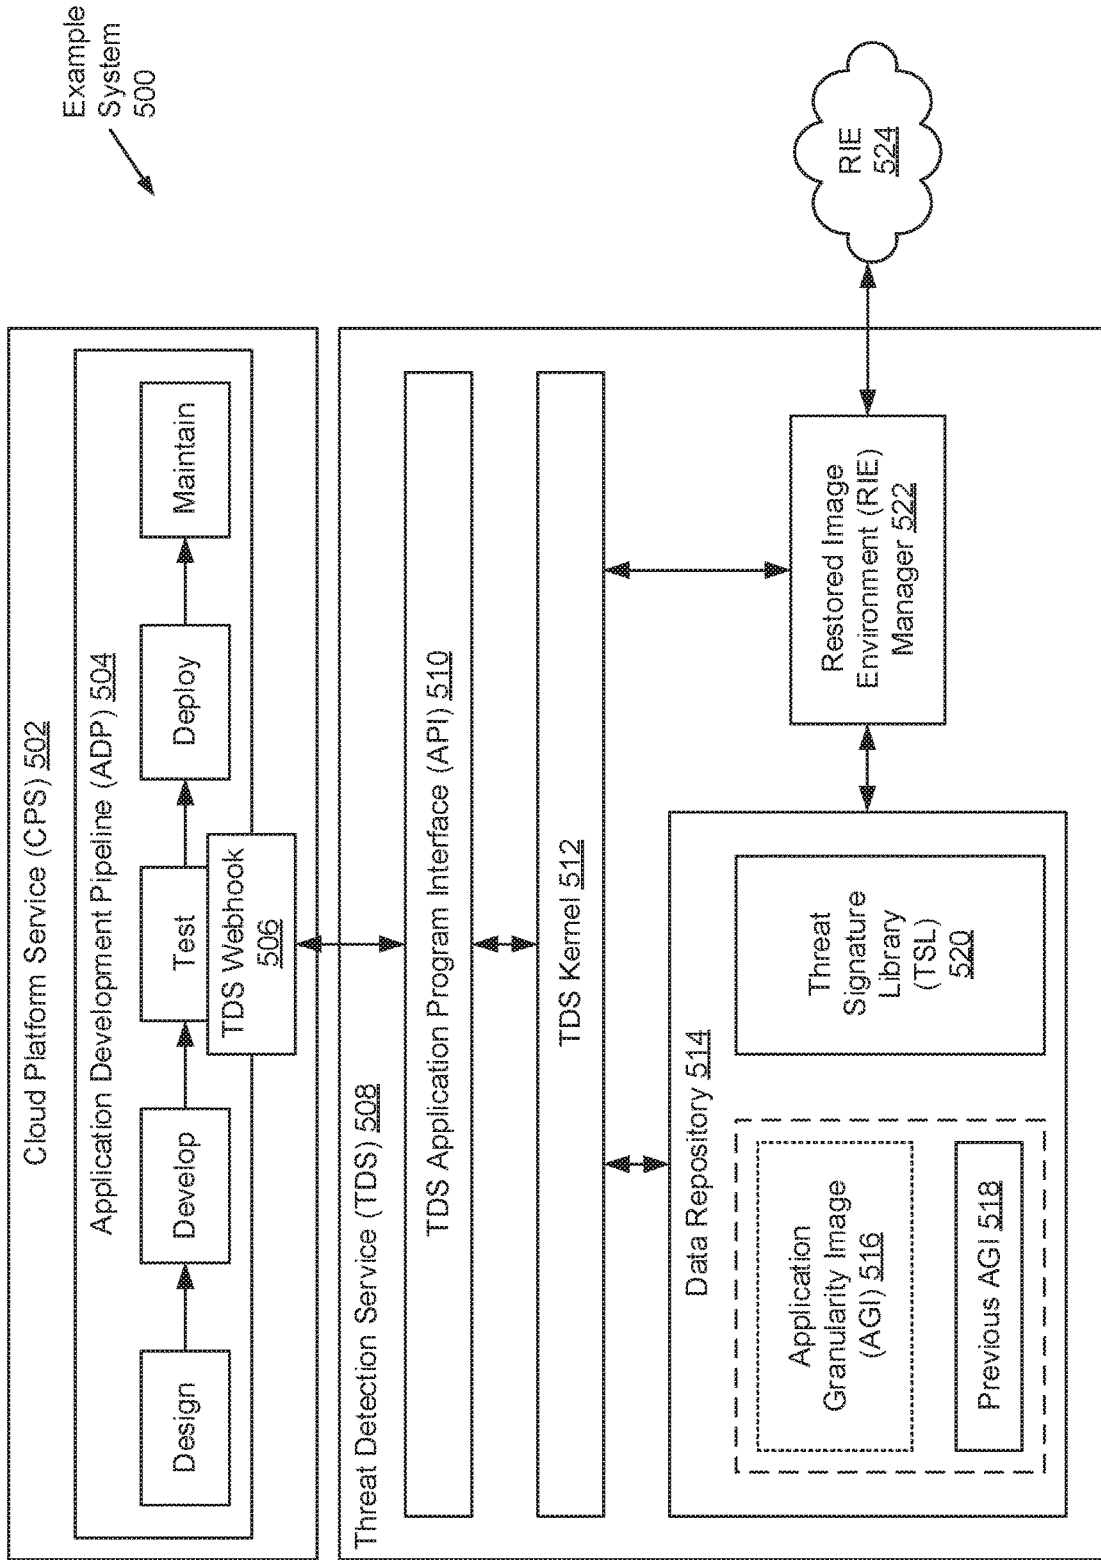 Example
System
500
Cloud Platform Service (CPS) 502
Application Development Pipeline (ADP) 504
Design
Develop
Test
Deploy
Maintain
TDS Webhook
506
Threat Detection Service (TDS) 508
TDS Application Program Interface (API) 510
TDS Kernel 512
Data Repository 514
Application
Granularity Image
(AGI) 516
Previous AGI 518
Threat
Signature
Library
(TSL)
520
Restored Image
Environment (RIE)
Manager 522
RIE
524